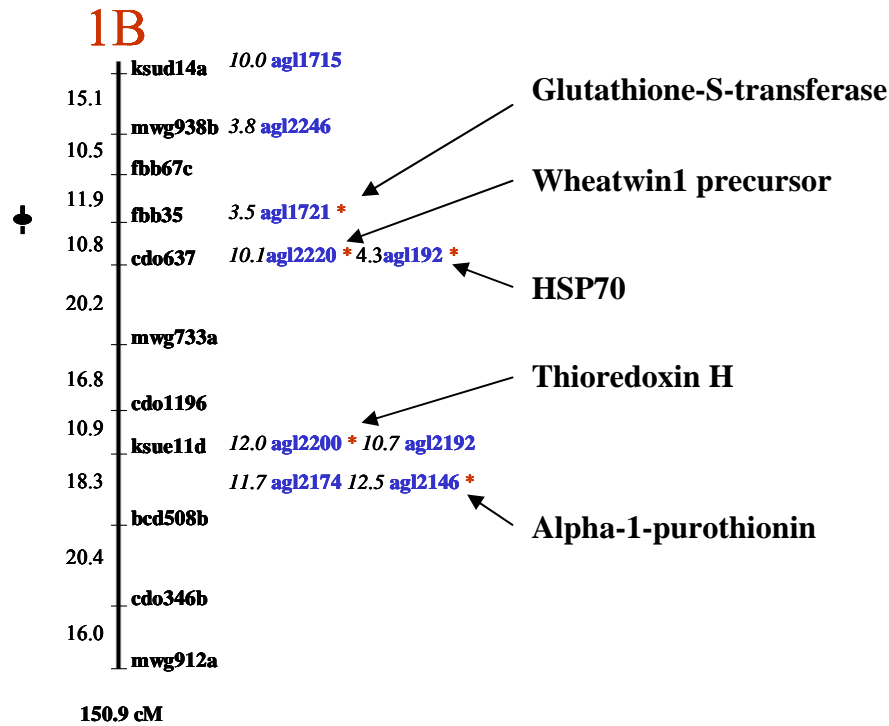 1B
ksud14a 10.0 agl1715
15.1
Glutathione-S-transferase
mwg938b 3.8 agl2246
10.5
fbb67c
Wheatwin1 precursor
11.9
fbb35 3.5 agl1721 *
10.8
cdo637 10.1agl2220 * 4.3agl192 *
HSP70
20.2
mwg733a
16.8
Thioredoxin H
cdo1196
10.9
ksue11d 12.0 agl2200 * 10.7 agl2192
18.3 11.7 agl2174 12.5 agl2146 *
bcd508b
Alpha-1-purothionin
20.4
cdo346b
16.0
mwg912a
150.9 cM